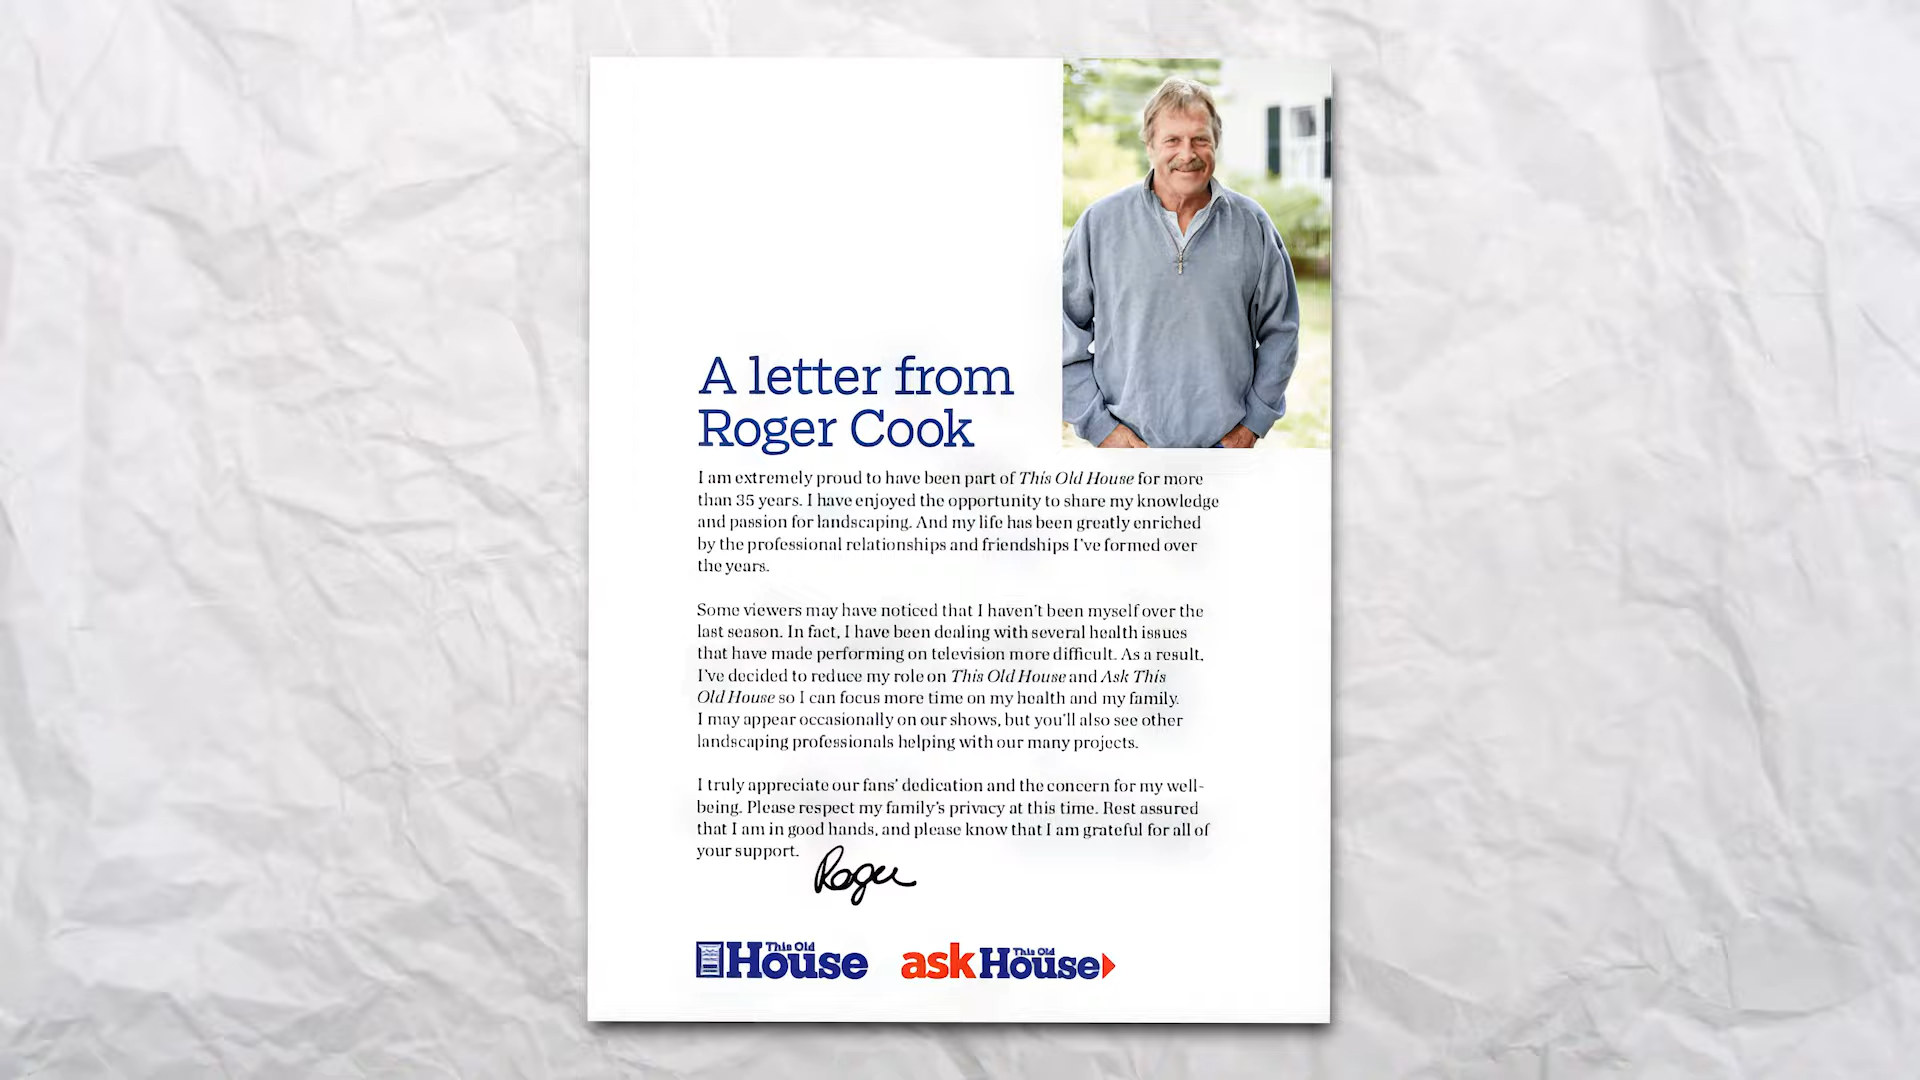 A letter from
Roger Cook
I am extremely proud to have been part of This Old House for more
than 35 years. I have enjoyed the opportunity to share my knowledge
and passion for landscaping. And my life has been greatly enriched
by the professional relationships and friendships I've formed over
the years.
Some viewers may have noticed that I haven't been myself over the
last season. In fact, I have been dealing with several health issues
that have made performing on television more difficult. As a result,
I've decided to reduce my role on This Old House and Ask This
Old House so I can focus more time on my health and my family.
I may appear occasionally on our shows, but you'll also see other
landscaping professionals helping with our many projects.
I truly appreciate our fans' dedication and the concern for my well-
being. Please respect my family's privacy at this time. Rest assured
that I am in good hands, and please know that I am grateful for all of
your support.
Roger
This Old House
ask This Old House